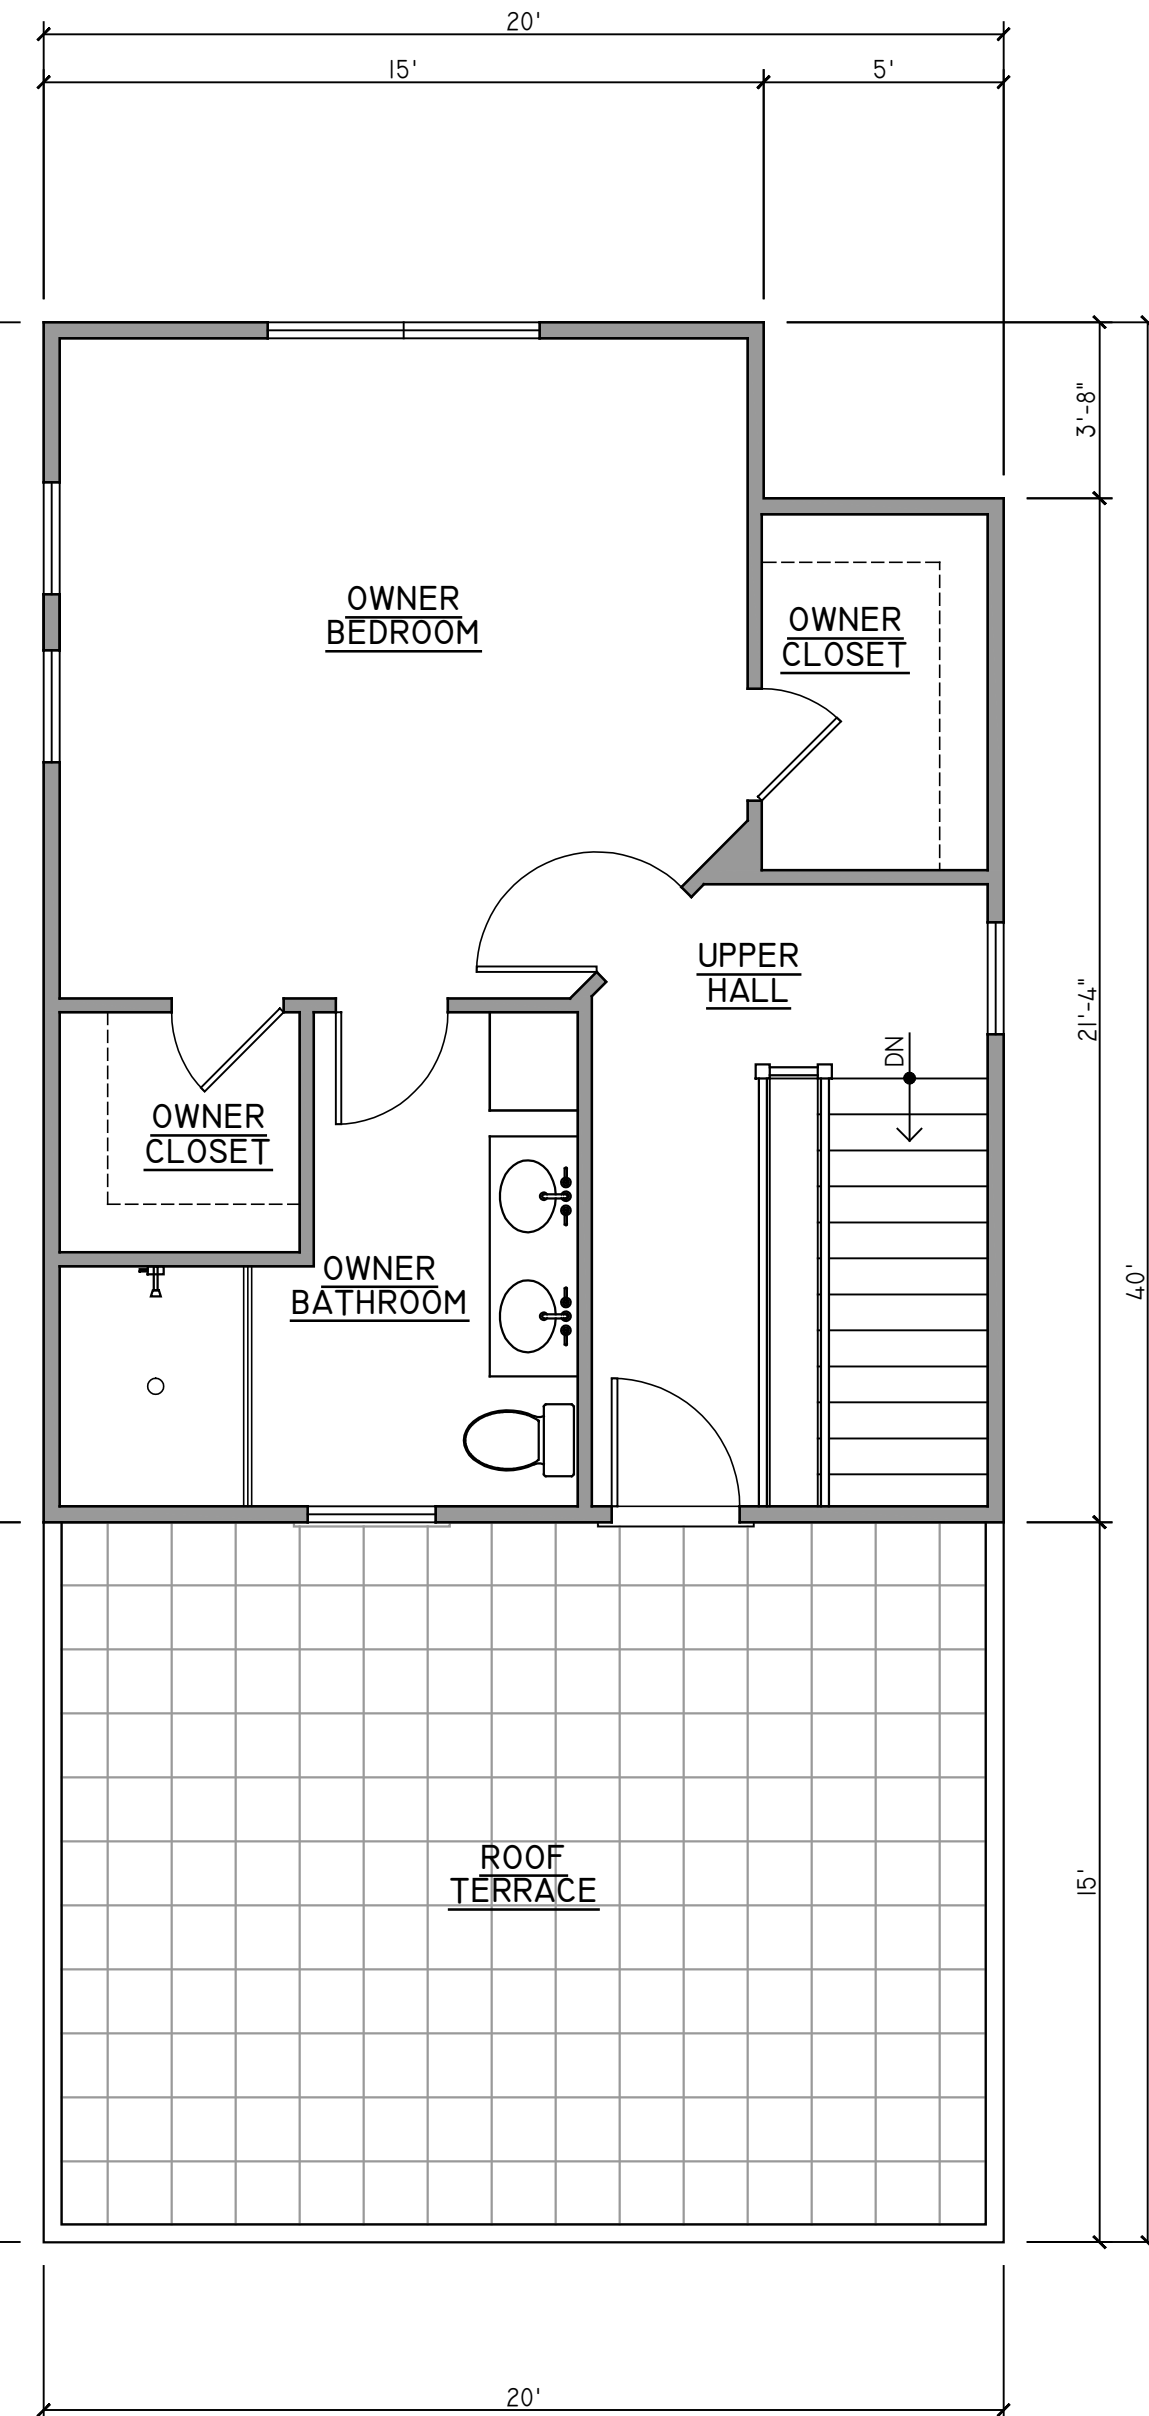 20'
15'
5'
3'-8"
OWNER
BEDROOM
OWNER
CLOSET
UPPER
HALL
21'-4"
DN
OWNER
CLOSET
OWNER
BATHROOM
40'
ROOF
TERRACE
15'
20'